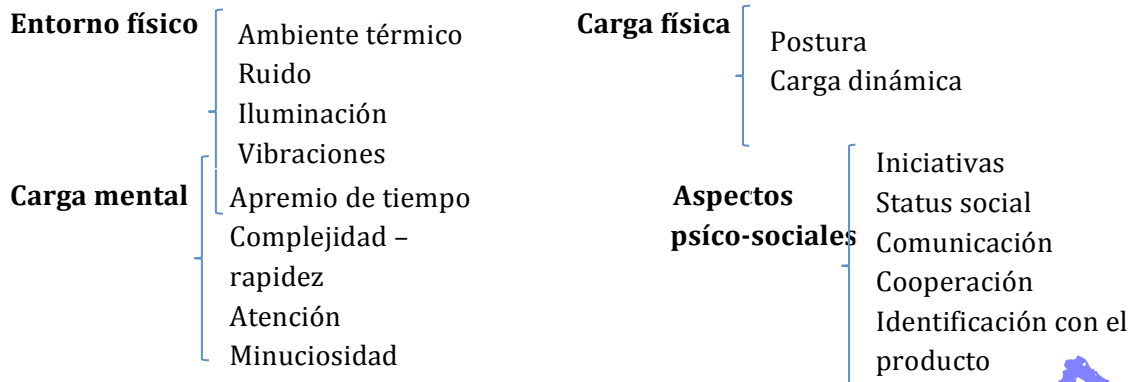 Entorno físico
Ambiente térmico
Ruido
Iluminación
Vibraciones
Carga mental
Apremio de tiempo
Complejidad –
rapidez
Atención
Minuciosidad
Carga física
Postura
Carga dinámica
Aspectos
psíco-sociales
Iniciativas
Status social
Comunicación
Cooperación
Identificación con el
producto